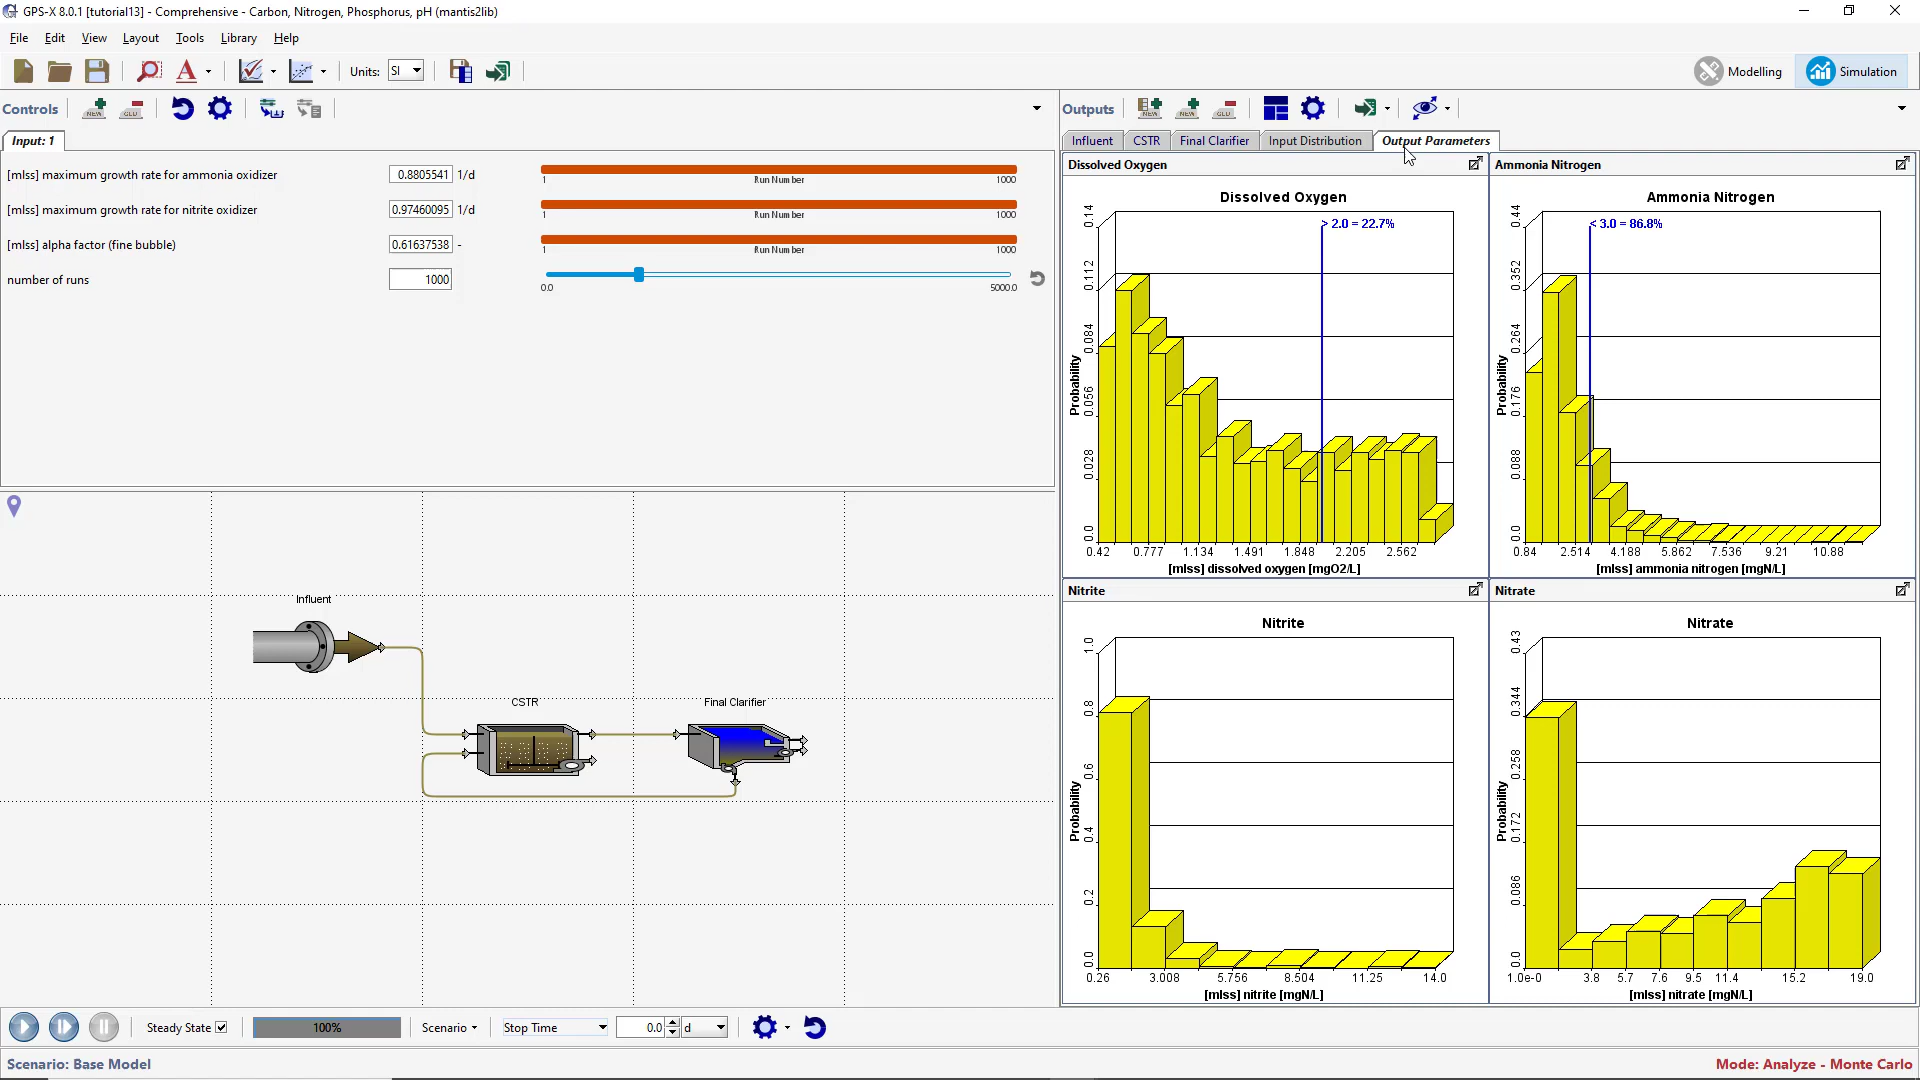 GPS-X 8.0.1 [tutorial13] - Comprehensive - Carbon, Nitrogen, Phosphorus, pH (mantis2lib)
File Edit View Layout Tools Library Help
Units: SI
Modelling Simulation
Controls
NEW OLD
Input: 1
[mlss] maximum growth rate for ammonia oxidizer 0.8805541 1/d
1 Run Number 1000
[mlss] maximum growth rate for nitrite oxidizer 0.97460095 1/d
1 Run Number 1000
[mlss] alpha factor (fine bubble) 0.61637538 -
1 Run Number 1000
number of runs 1000
0.0 5000.0
Influent
CSTR
Final Clarifier
Outputs
NEW NEW OLD
Influent CSTR Final Clarifier Input Distribution Output Parameters
Dissolved Oxygen
Dissolved Oxygen
> 2.0 = 22.7%
Probability
0.14
0.112
0.084
0.056
0.028
0.0
0.42 0.777 1.134 1.491 1.848 2.205 2.562
[mlss] dissolved oxygen [mgO2/L]
Ammonia Nitrogen
Ammonia Nitrogen
< 3.0 = 86.8%
Probability
0.44
0.352
0.264
0.176
0.088
0.0
0.84 2.514 4.188 5.862 7.536 9.21 10.88
[mlss] ammonia nitrogen [mgN/L]
Nitrite
Nitrite
Probability
1.0
0.8
0.6
0.4
0.2
0.0
0.26 3.008 5.756 8.504 11.25 14.0
[mlss] nitrite [mgN/L]
Nitrate
Nitrate
Probability
0.43
0.344
0.258
0.172
0.086
0.0
1.0e-0 3.8 5.7 7.6 9.5 11.4 15.2 19.0
[mlss] nitrate [mgN/L]
Steady State 100% Scenario Stop Time 0.0 d
Scenario: Base Model
Mode: Analyze - Monte Carlo